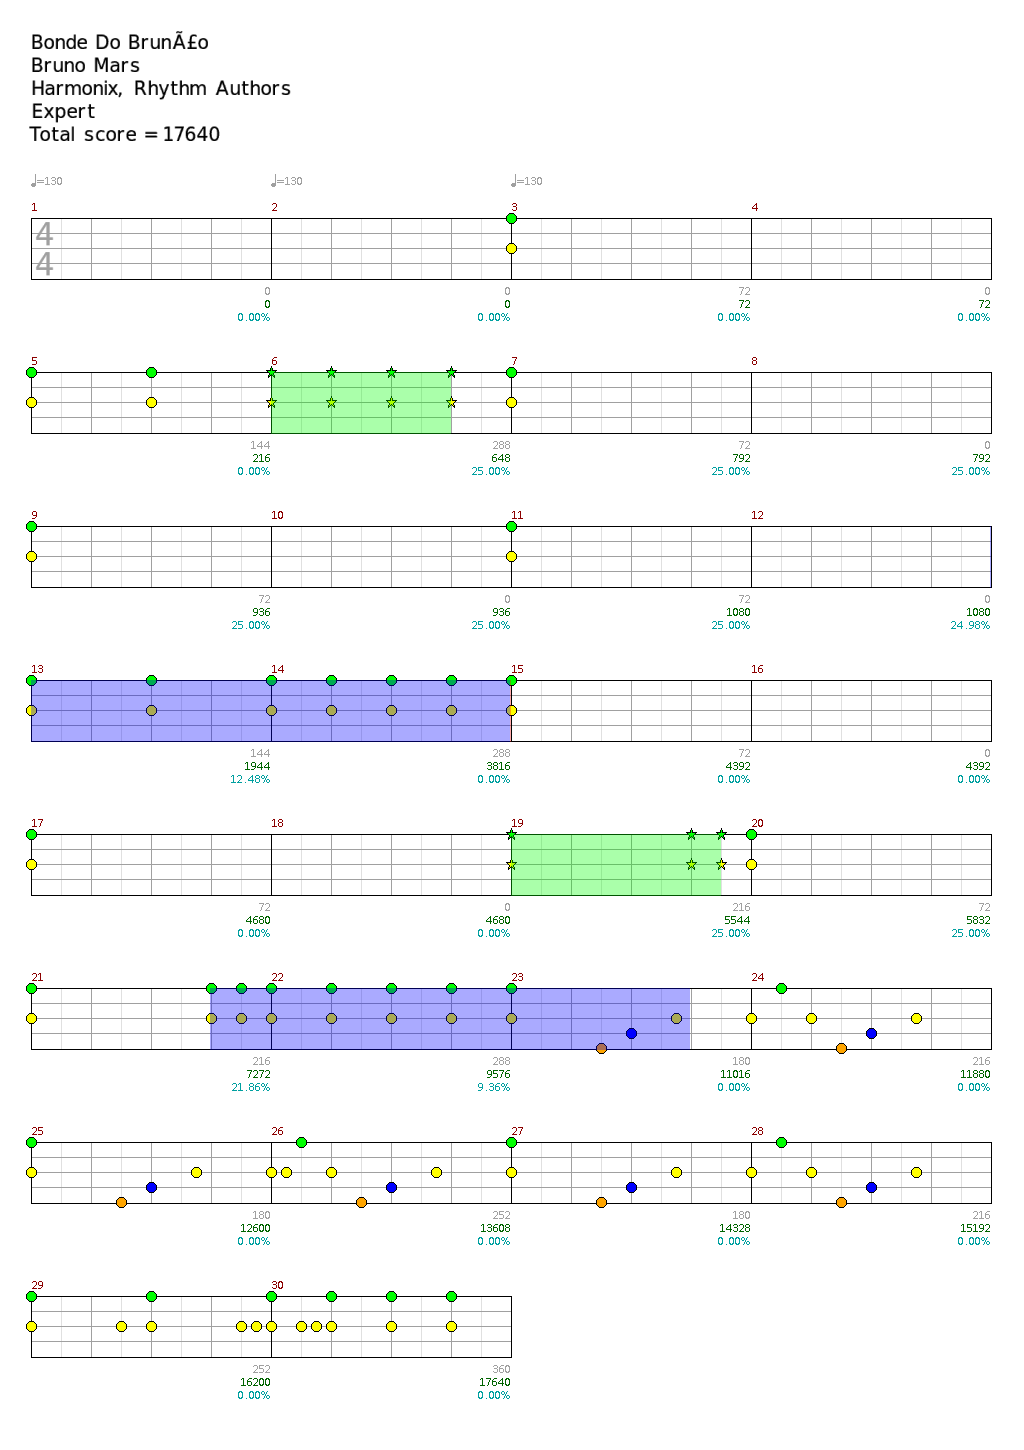 Bonde Do BrunÃ£o
Bruno Mars
Harmonix, Rhythm Authors
Expert
Total score = 17640
♩=130 ♩=130 ♩=130
1 2 3 4
4
4
0 0 72 0
0 0 72 72
0.00% 0.00% 0.00% 0.00%
5 6 7 8
144 288 72 0
216 648 792 792
0.00% 25.00% 25.00% 25.00%
9 10 11 12
72 0 72 0
936 936 1080 1080
25.00% 25.00% 25.00% 24.98%
13 14 15 16
144 288 72 0
1944 3816 4392 4392
12.48% 0.00% 0.00% 0.00%
17 18 19 20
72 0 216 72
4680 4680 5544 5832
0.00% 0.00% 25.00% 25.00%
21 22 23 24
216 288 180 216
7272 9576 11016 11880
21.86% 9.36% 0.00% 0.00%
25 26 27 28
180 252 180 216
12600 13608 14328 15192
0.00% 0.00% 0.00% 0.00%
29 30
252 360
16200 17640
0.00% 0.00%